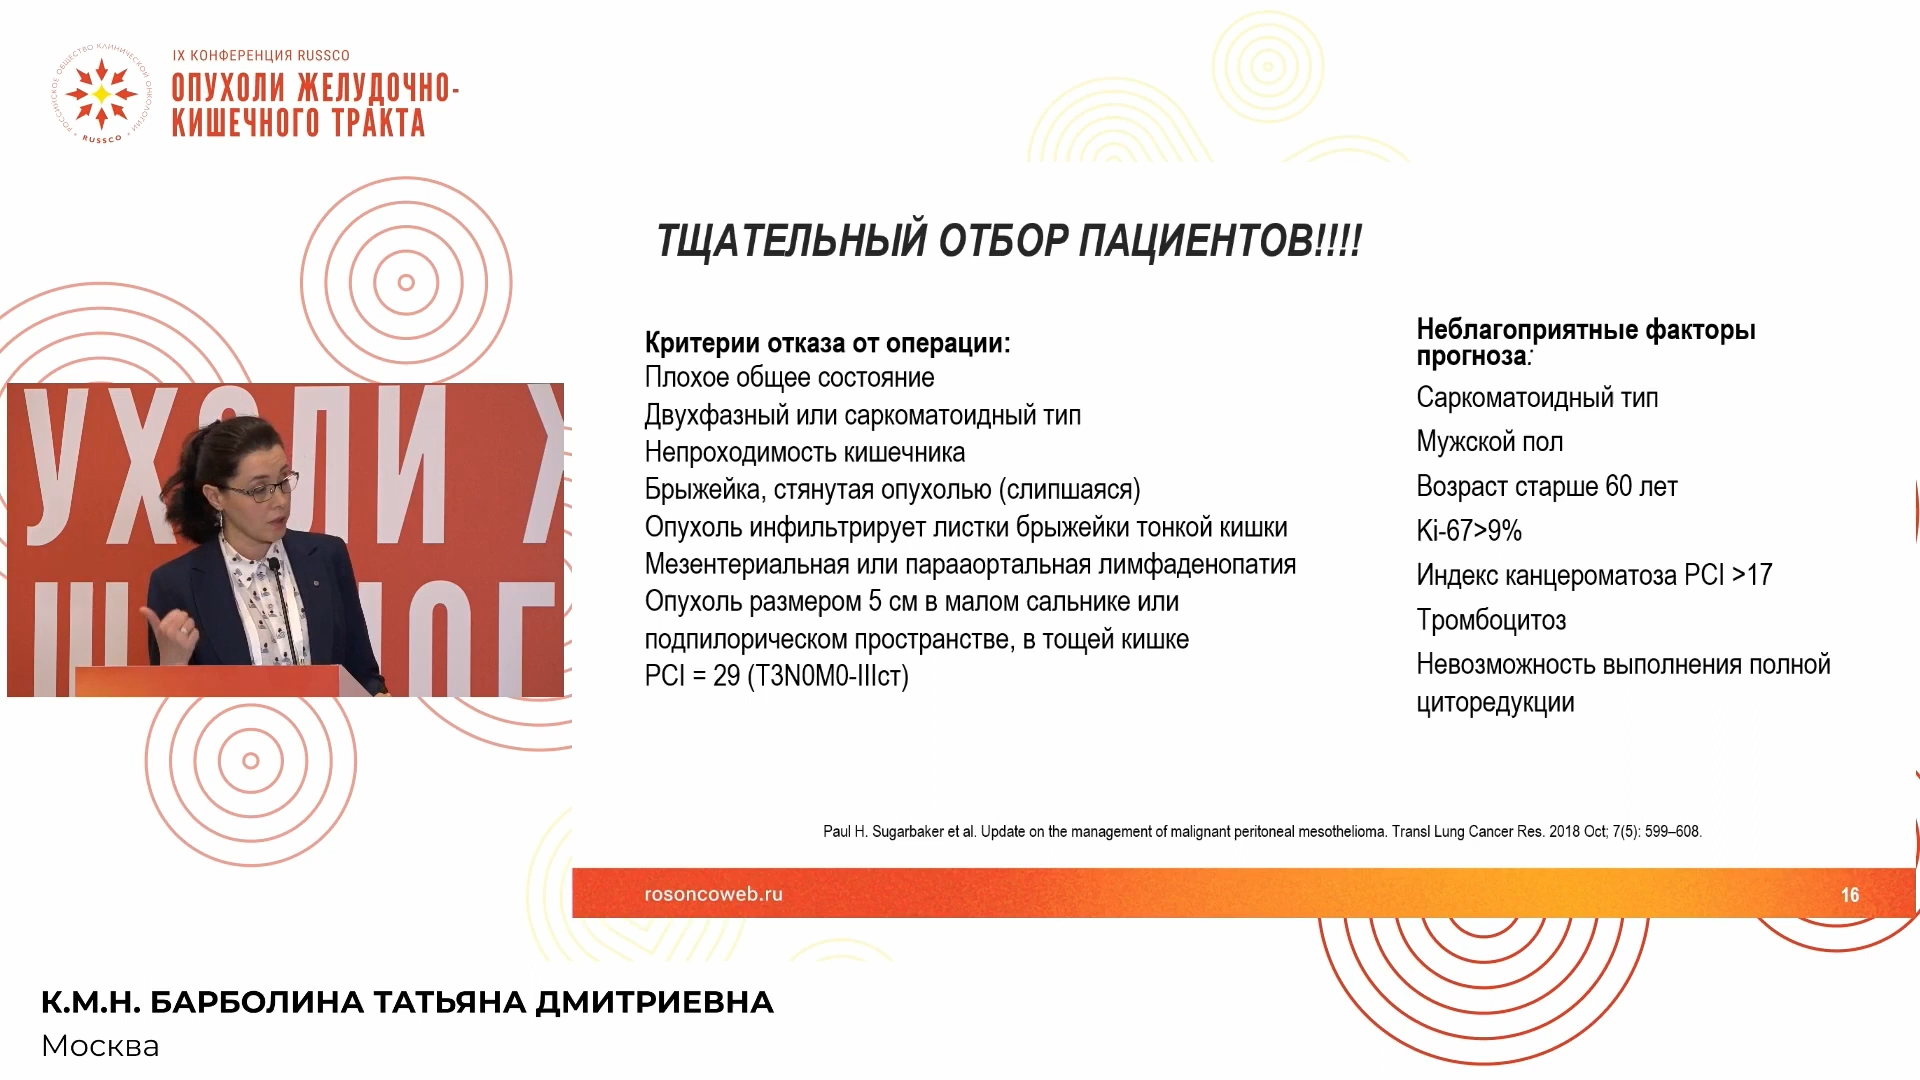 РОССИЙСКОЕ ОБЩЕСТВО КЛИНИЧЕСКОЙ ОНКОЛОГИИ
• RUSSCO •
IX КОНФЕРЕНЦИЯ RUSSCO
ОПУХОЛИ ЖЕЛУДОЧНО-
КИШЕЧНОГО ТРАКТА
ТЩАТЕЛЬНЫЙ ОТБОР ПАЦИЕНТОВ!!!!
Критерии отказа от операции:
Плохое общее состояние
Двухфазный или саркоматоидный тип
Непроходимость кишечника
Брыжейка, стянутая опухолью (слипшаяся)
Опухоль инфильтрирует листки брыжейки тонкой кишки
Мезентериальная или парааортальная лимфаденопатия
Опухоль размером 5 см в малом сальнике или
подпилорическом пространстве, в тощей кишке
PCI = 29 (T3N0M0-IIIст)
Неблагоприятные факторы
прогноза:
Саркоматоидный тип
Мужской пол
Возраст старше 60 лет
Ki-67>9%
Индекс канцероматоза PCI >17
Тромбоцитоз
Невозможность выполнения полной
циторедукции
Paul H. Sugarbaker et al. Update on the management of malignant peritoneal mesothelioma. Transl Lung Cancer Res. 2018 Oct; 7(5): 599–608.
rosoncoweb.ru
16
К.М.Н. БАРБОЛИНА ТАТЬЯНА ДМИТРИЕВНА
Москва